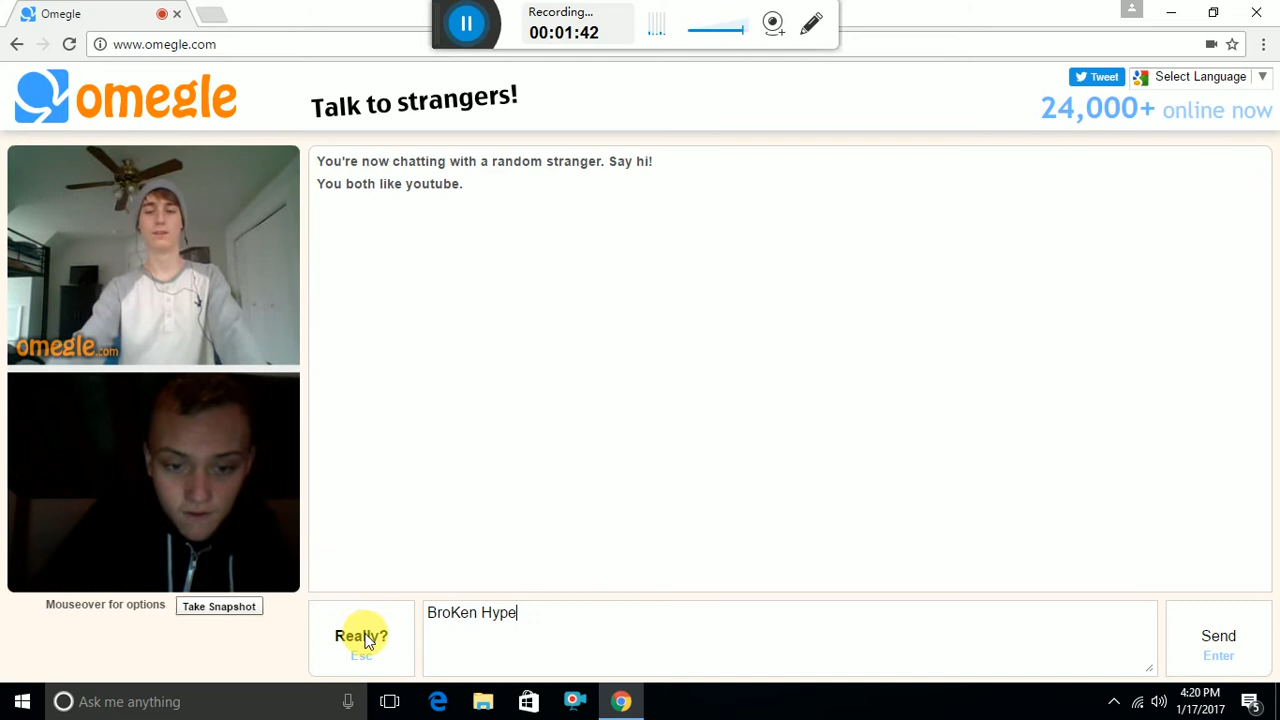 Omegle
Recording...
00:01:42
www.omegle.com
omegle
Talk to strangers!
Tweet
Select Language
24,000+ online now
You're now chatting with a random stranger. Say hi!
You both like youtube.
omegle.com
Mouseover for options
Take Snapshot
Really?
Esc
BroKen Hype
Send
Enter
Ask me anything
4:20 PM
1/17/2017
5